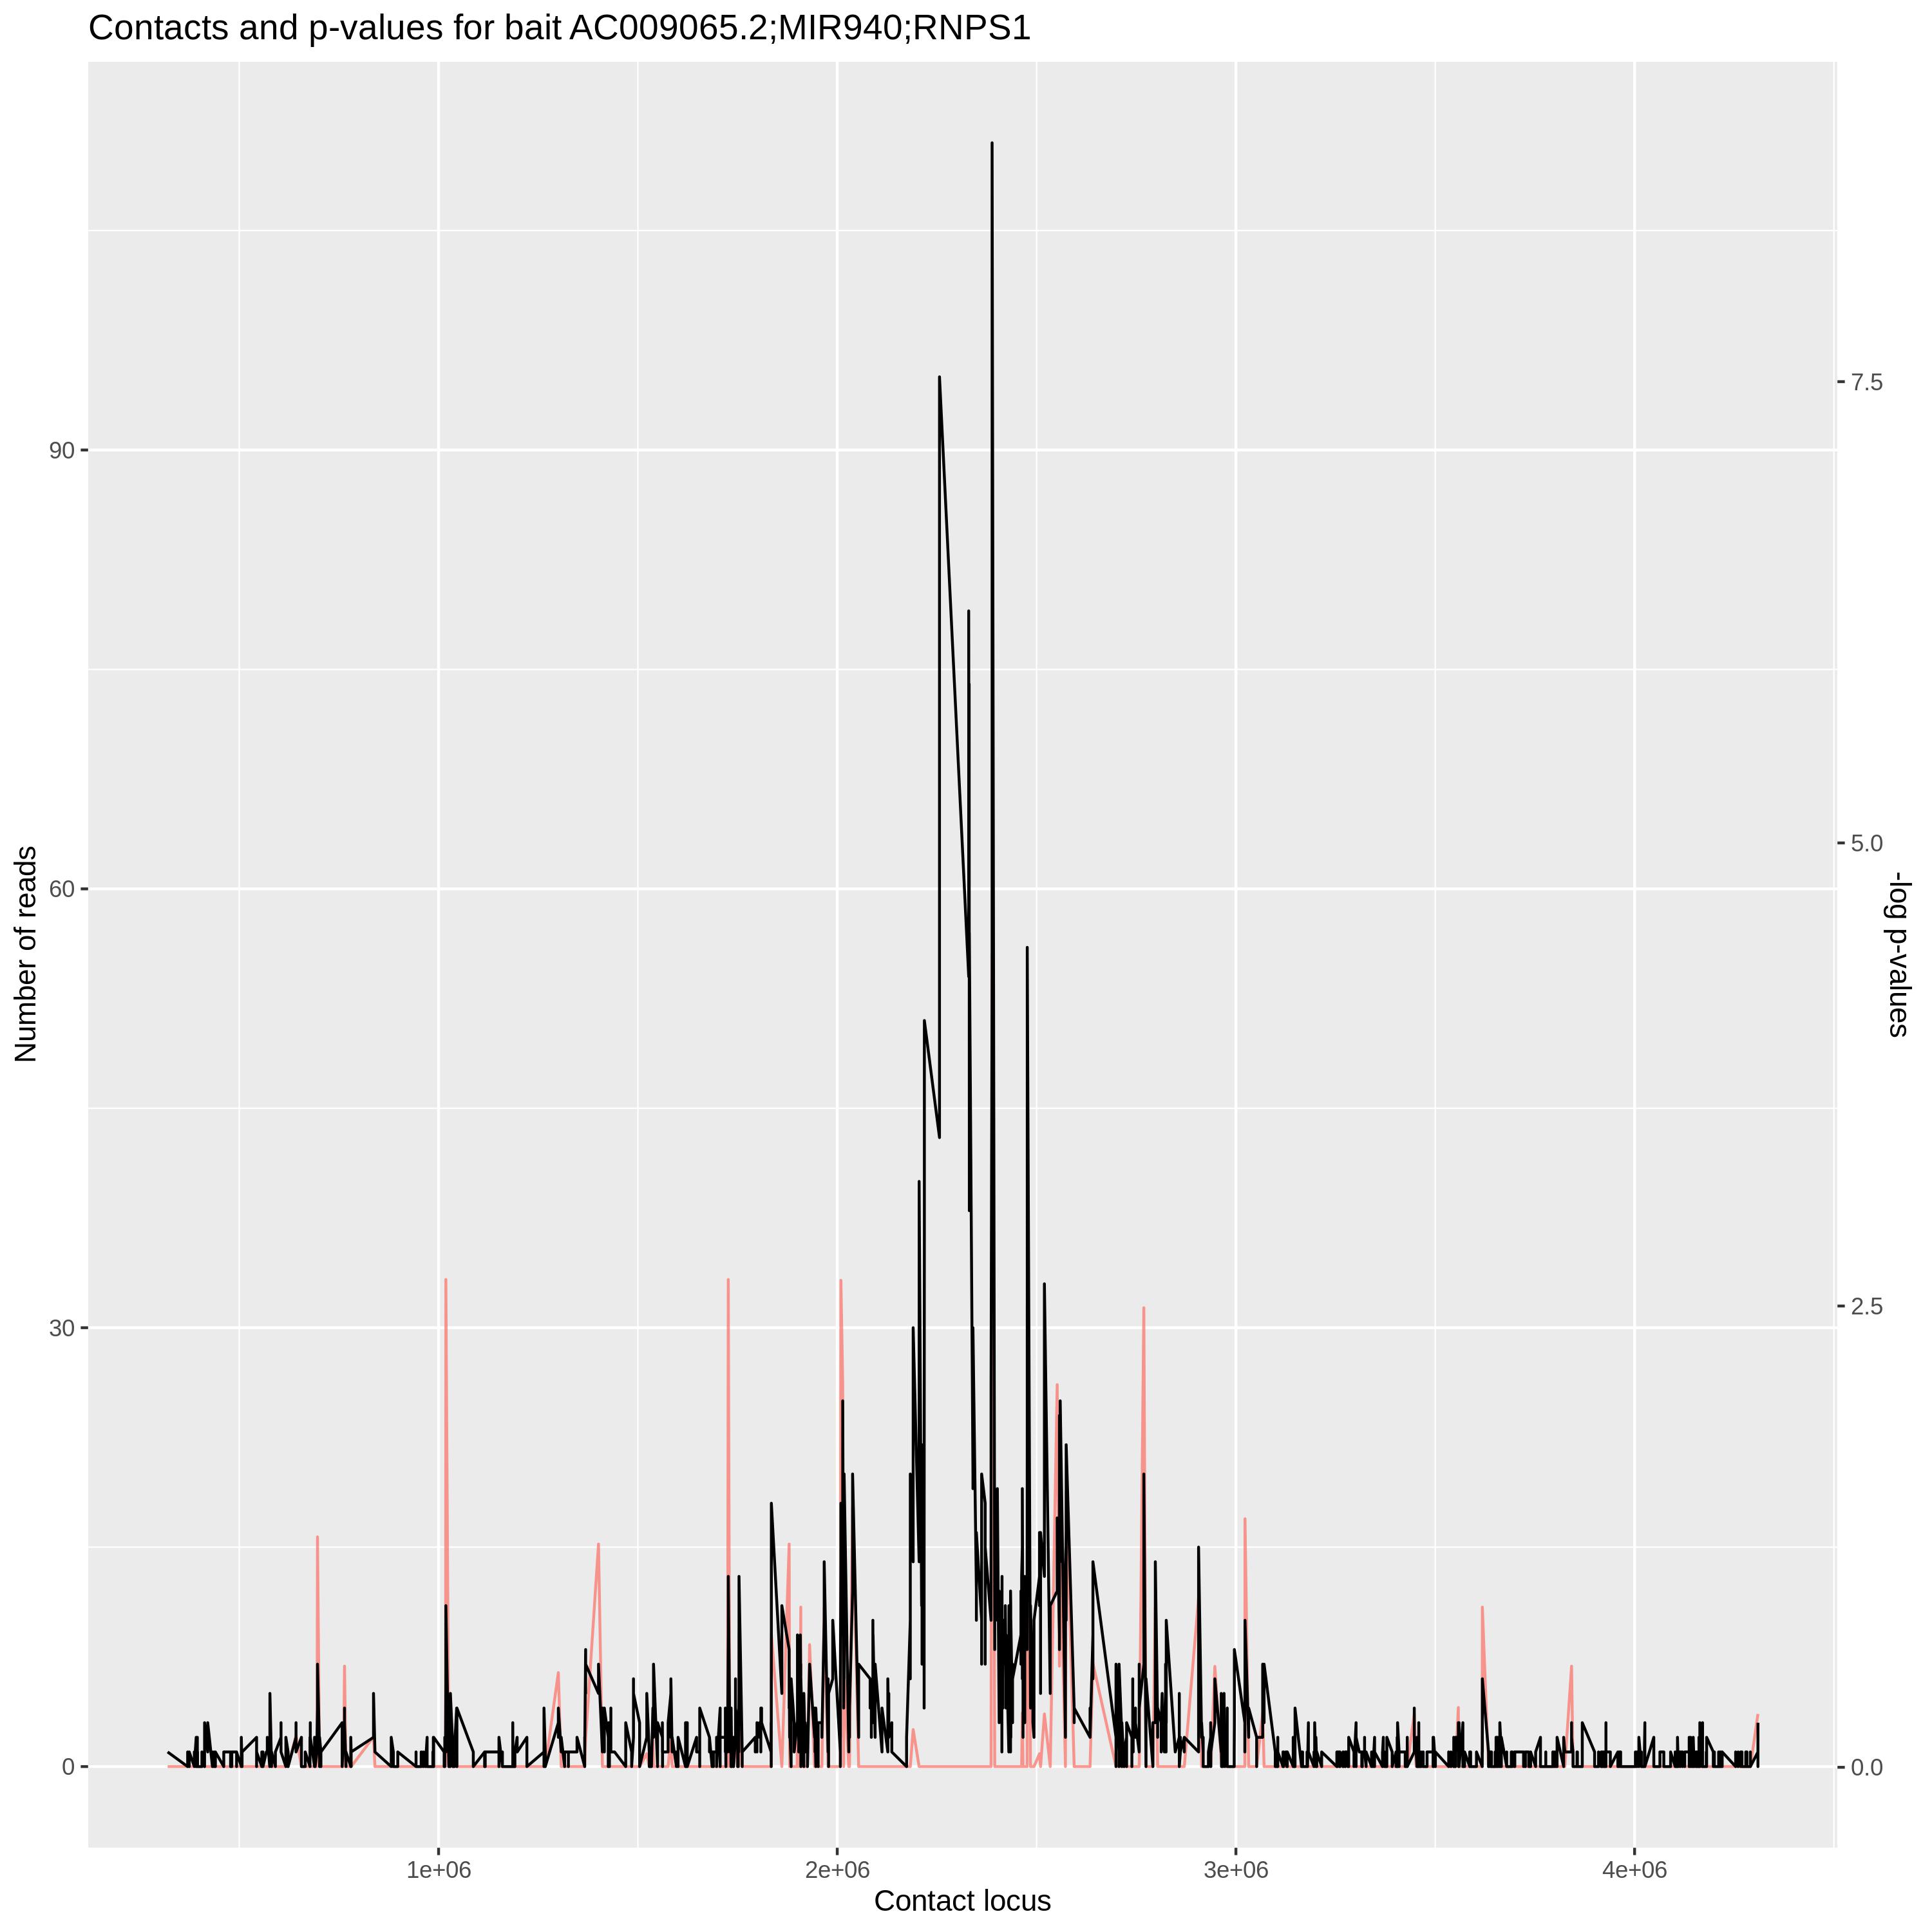 Contacts and p-values for bait AC009065.2;MIR940;RNPS1
90
60
30
0
Number of reads
7.5
5.0
2.5
0.0
-log p-values
1e+06
2e+06
3e+06
4e+06
Contact locus